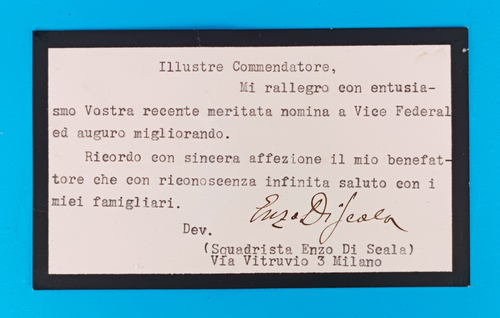 Illustre Commendatore,
Mi rallegro con entusia-
smo Vostra recente meritata nomina a Vice Federal
ed auguro migliorando.
Ricordo con sincera affezione il mio benefat-
tore che con riconoscenza infinita saluto con i
miei famigliari.
Enzo Di Scala
Dev.
(Squadrista Enzo Di Scala)
Via Vitruvio 3 Milano